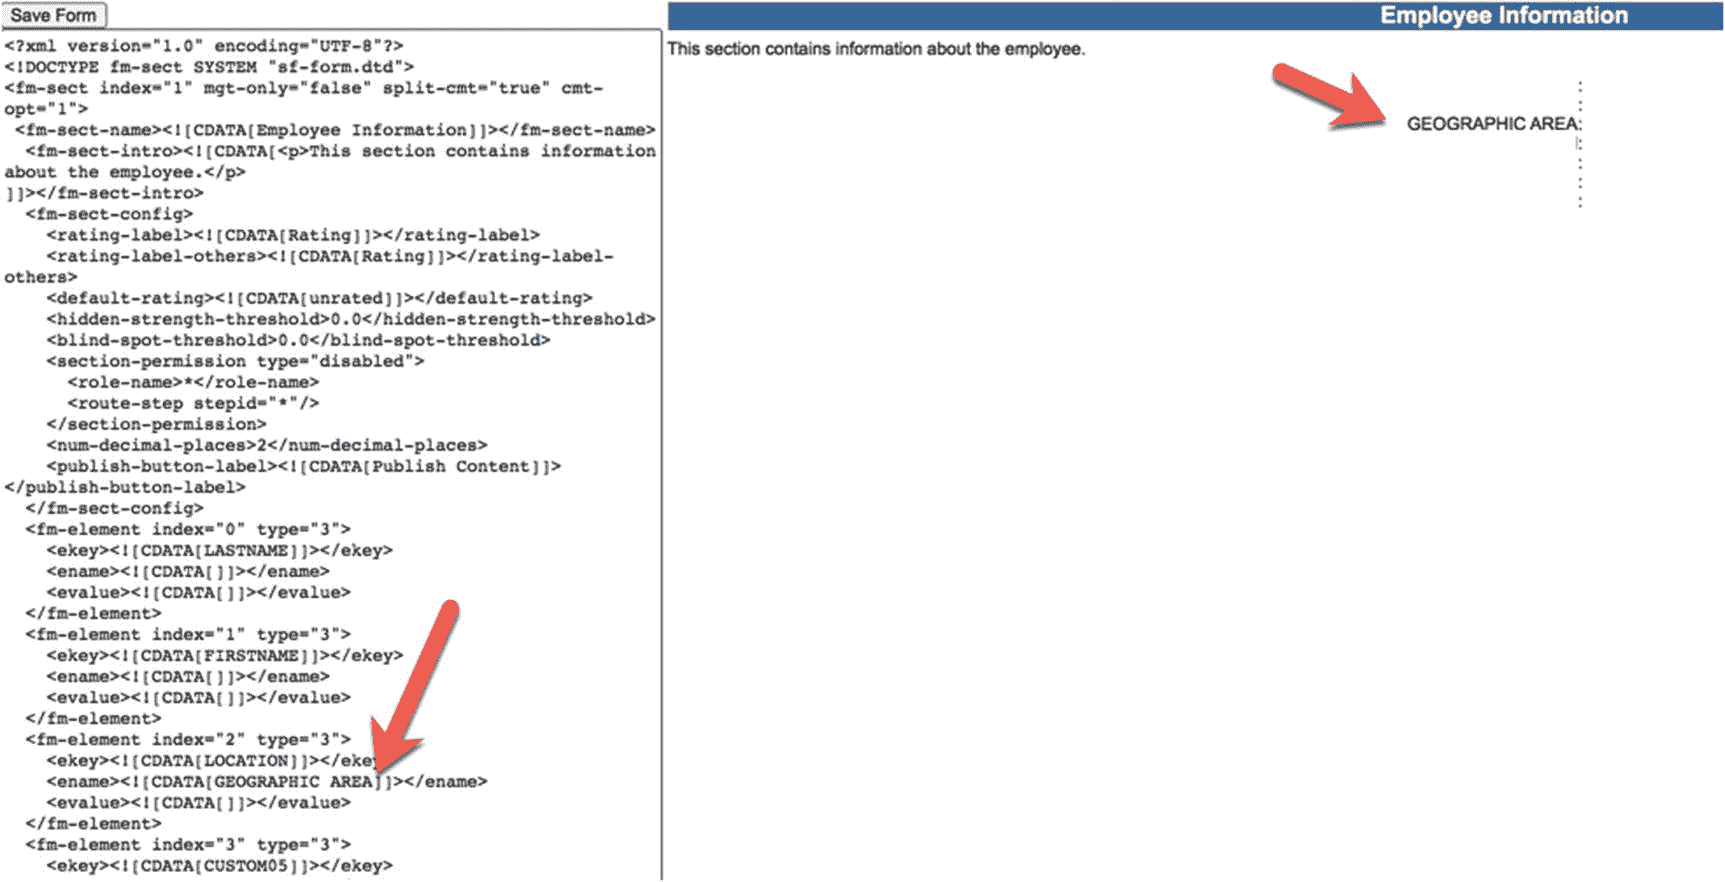 Save Form
<?xml version="1.0" encoding="UTF-8"?>
<!DOCTYPE fm-sect SYSTEM "sf-form.dtd">
<fm-sect index="1" mgt-only="false" split-cmt="true" cmt-
opt="1">
<fm-sect-name><![CDATA[Employee Information]]></fm-sect-name>
<fm-sect-intro><![CDATA[<p>This section contains information
about the employee.</p>
]]></fm-sect-intro>
<fm-sect-config>
<rating-label><![CDATA[Rating]]></rating-label>
<rating-label-others><![CDATA[Rating]]></rating-label-
others>
<default-rating><![CDATA[unrated]]></default-rating>
<hidden-strength-threshold>0.0</hidden-strength-threshold>
<blind-spot-threshold>0.0</blind-spot-threshold>
<section-permission type="disabled">
<role-name>*</role-name>
<route-step stepid="*"/>
</section-permission>
<num-decimal-places>2</num-decimal-places>
<publish-button-label><![CDATA[Publish Content]]>
</publish-button-label>
</fm-sect-config>
<fm-element index="0" type="3">
<ekey><![CDATA[LASTNAME]]></ekey>
<ename><![CDATA[]]></ename>
<evalue><![CDATA[]]></evalue>
</fm-element>
<fm-element index="1" type="3">
<ekey><![CDATA[FIRSTNAME]]></ekey>
<ename><![CDATA[]]></ename>
<evalue><![CDATA[]]></evalue>
</fm-element>
<fm-element index="2" type="3">
<ekey><![CDATA[LOCATION]]></ekey
<ename><![CDATA[GEOGRAPHIC AREA]]></ename>
<evalue><![CDATA[]]></evalue>
</fm-element>
<fm-element index="3" type="3">
<ekey><![CDATA[CUSTOM05]]></ekey>
Employee Information
This section contains information about the employee.
:
:
GEOGRAPHIC AREA:
:
:
:
: